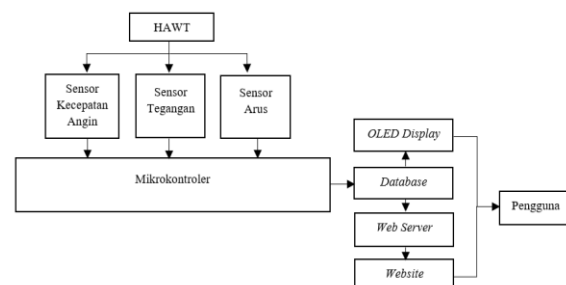 HAWT
Sensor
Kecepatan
Angin
Sensor
Tegangan
Sensor
Arus
Mikrokontroler
OLED Display
Database
Web Server
Website
Pengguna